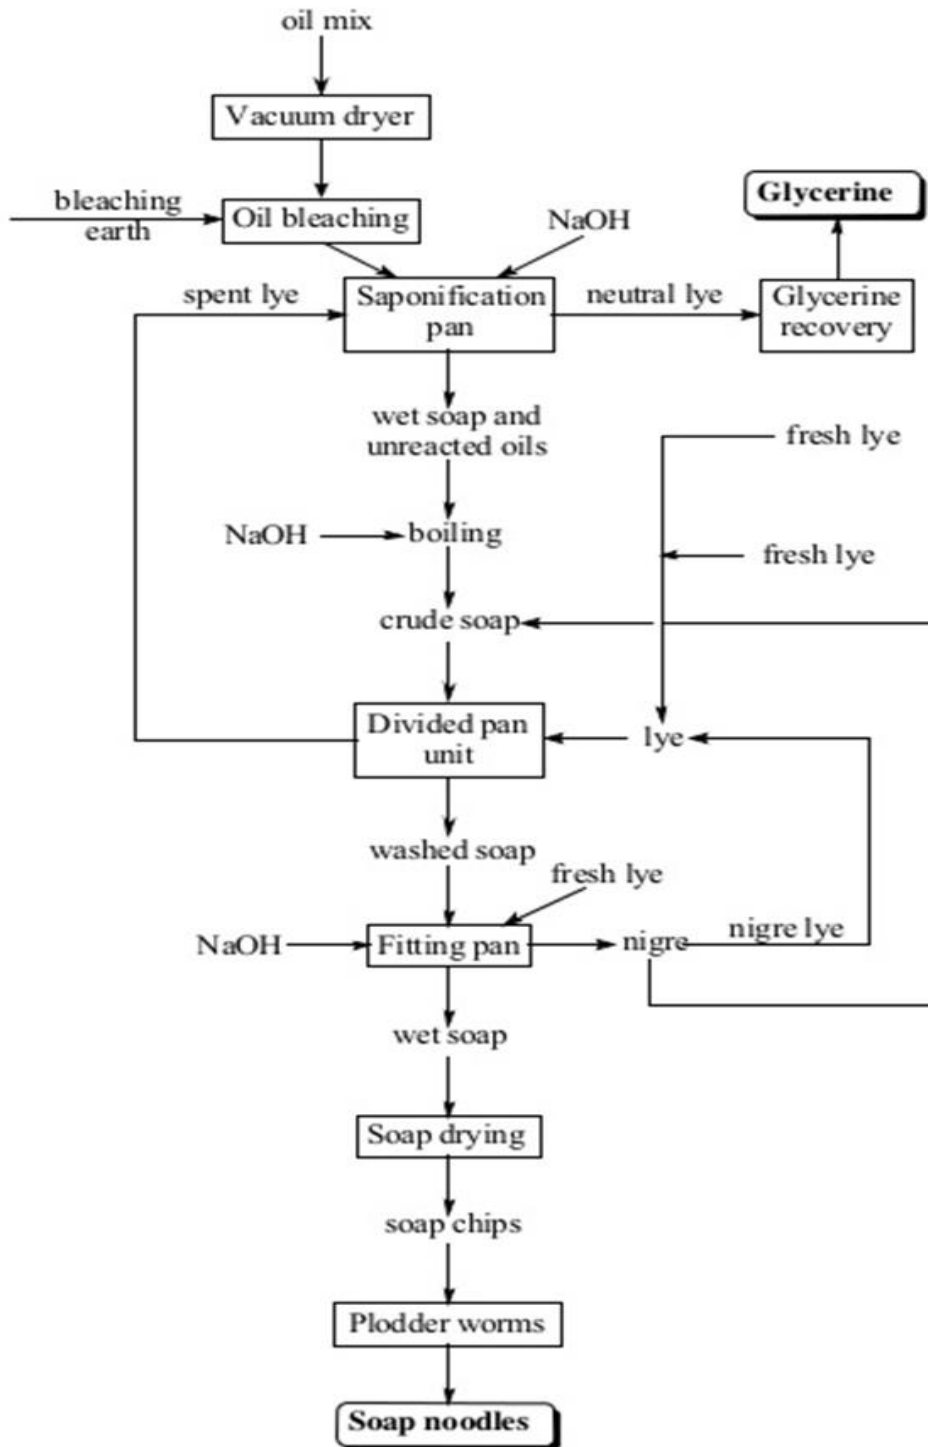 oil mix
Vacuum dryer
bleaching
earth
Oil bleaching
NaOH
Glycerine
spent lye
Saponification
pan
neutral lye
Glycerine
recovery
wet soap and
unreacted oils
fresh lye
NaOH
boiling
fresh lye
crude soap
Divided pan
unit
lye
washed soap
fresh lye
NaOH
Fitting pan
nigre
nigre lye
wet soap
Soap drying
soap chips
Plodder worms
Soap noodles